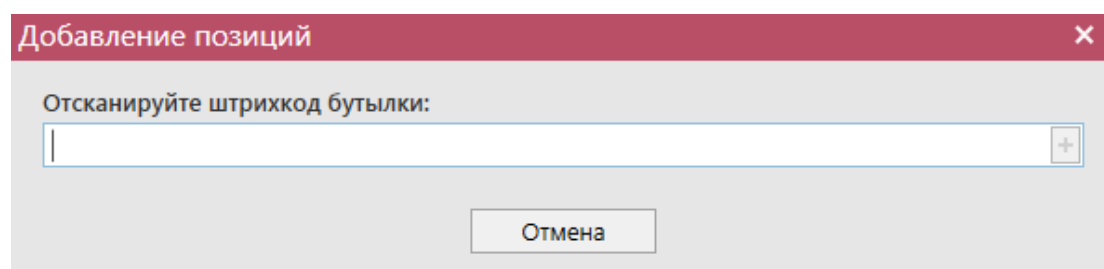 Добавление позиций
Отсканируйте штрихкод бутылки:
Отмена